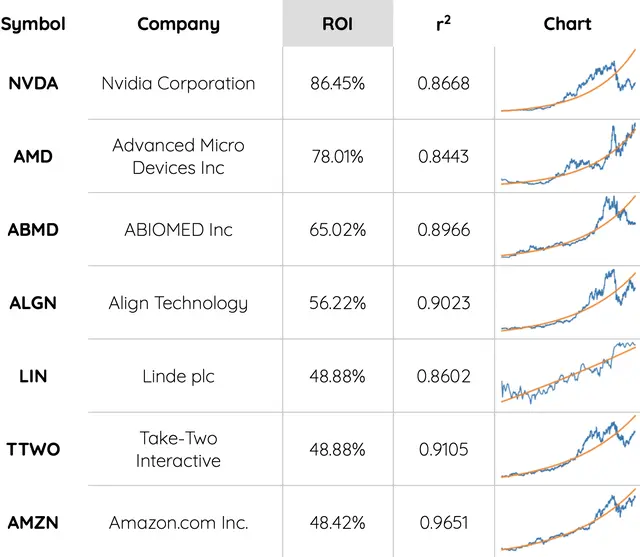 Symbol Company ROI r² Chart
NVDA Nvidia Corporation 86.45% 0.8668
AMD Advanced Micro Devices Inc 78.01% 0.8443
ABMD ABIOMED Inc 65.02% 0.8966
ALGN Align Technology 56.22% 0.9023
LIN Linde plc 48.88% 0.8602
TTWO Take-Two Interactive 48.88% 0.9105
AMZN Amazon.com Inc. 48.42% 0.9651